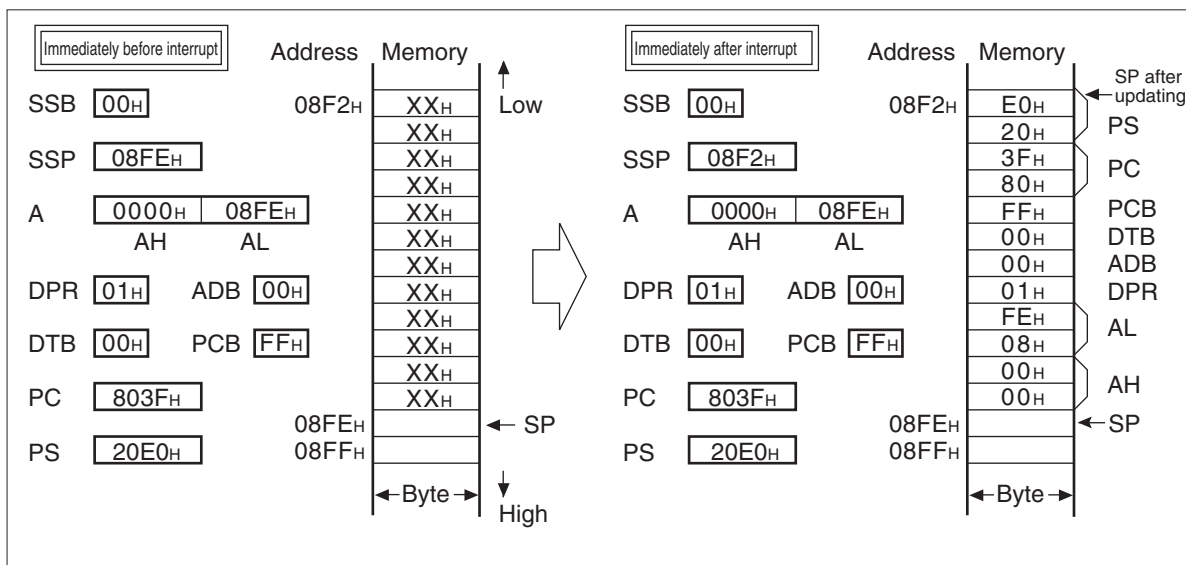 Immediately before interrupt
Address Memory
Low
SSB 00H 08F2H XXH
XXH
SSP 08FEH XXH
XXH
A 0000H 08FEH XXH
AH AL XXH
XXH
DPR 01H ADB 00H XXH
XXH
DTB 00H PCB FFH XXH
XXH
PC 803FH XXH
08FEH SP
PS 20E0H 08FFH
Byte
High
Immediately after interrupt
Address Memory
SP after
updating
SSB 00H 08F2H E0H
20H PS
SSP 08F2H 3FH
80H PC
A 0000H 08FEH FFH PCB
AH AL 00H DTB
00H ADB
DPR 01H ADB 00H 01H DPR
FEH AL
DTB 00H PCB FFH 08H
00H AH
PC 803FH 00H
08FEH SP
PS 20E0H 08FFH
Byte